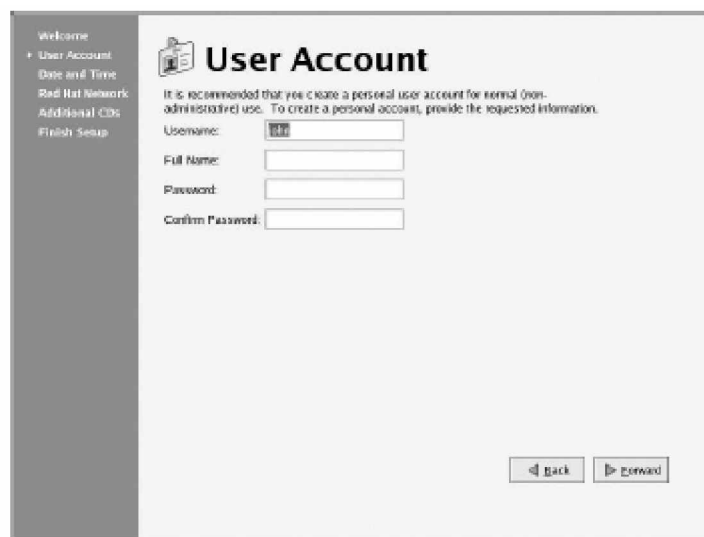 Welcome
User Account
Date and Time
Red Hat Network
Additional CDs
Finish Setup
User Account
It is recommended that you create a personal user account for normal (non-
administrative) use. To create a personal account, provide the requested information.
Username:
Full Name:
Password:
Confirm Password:
Back
Forward